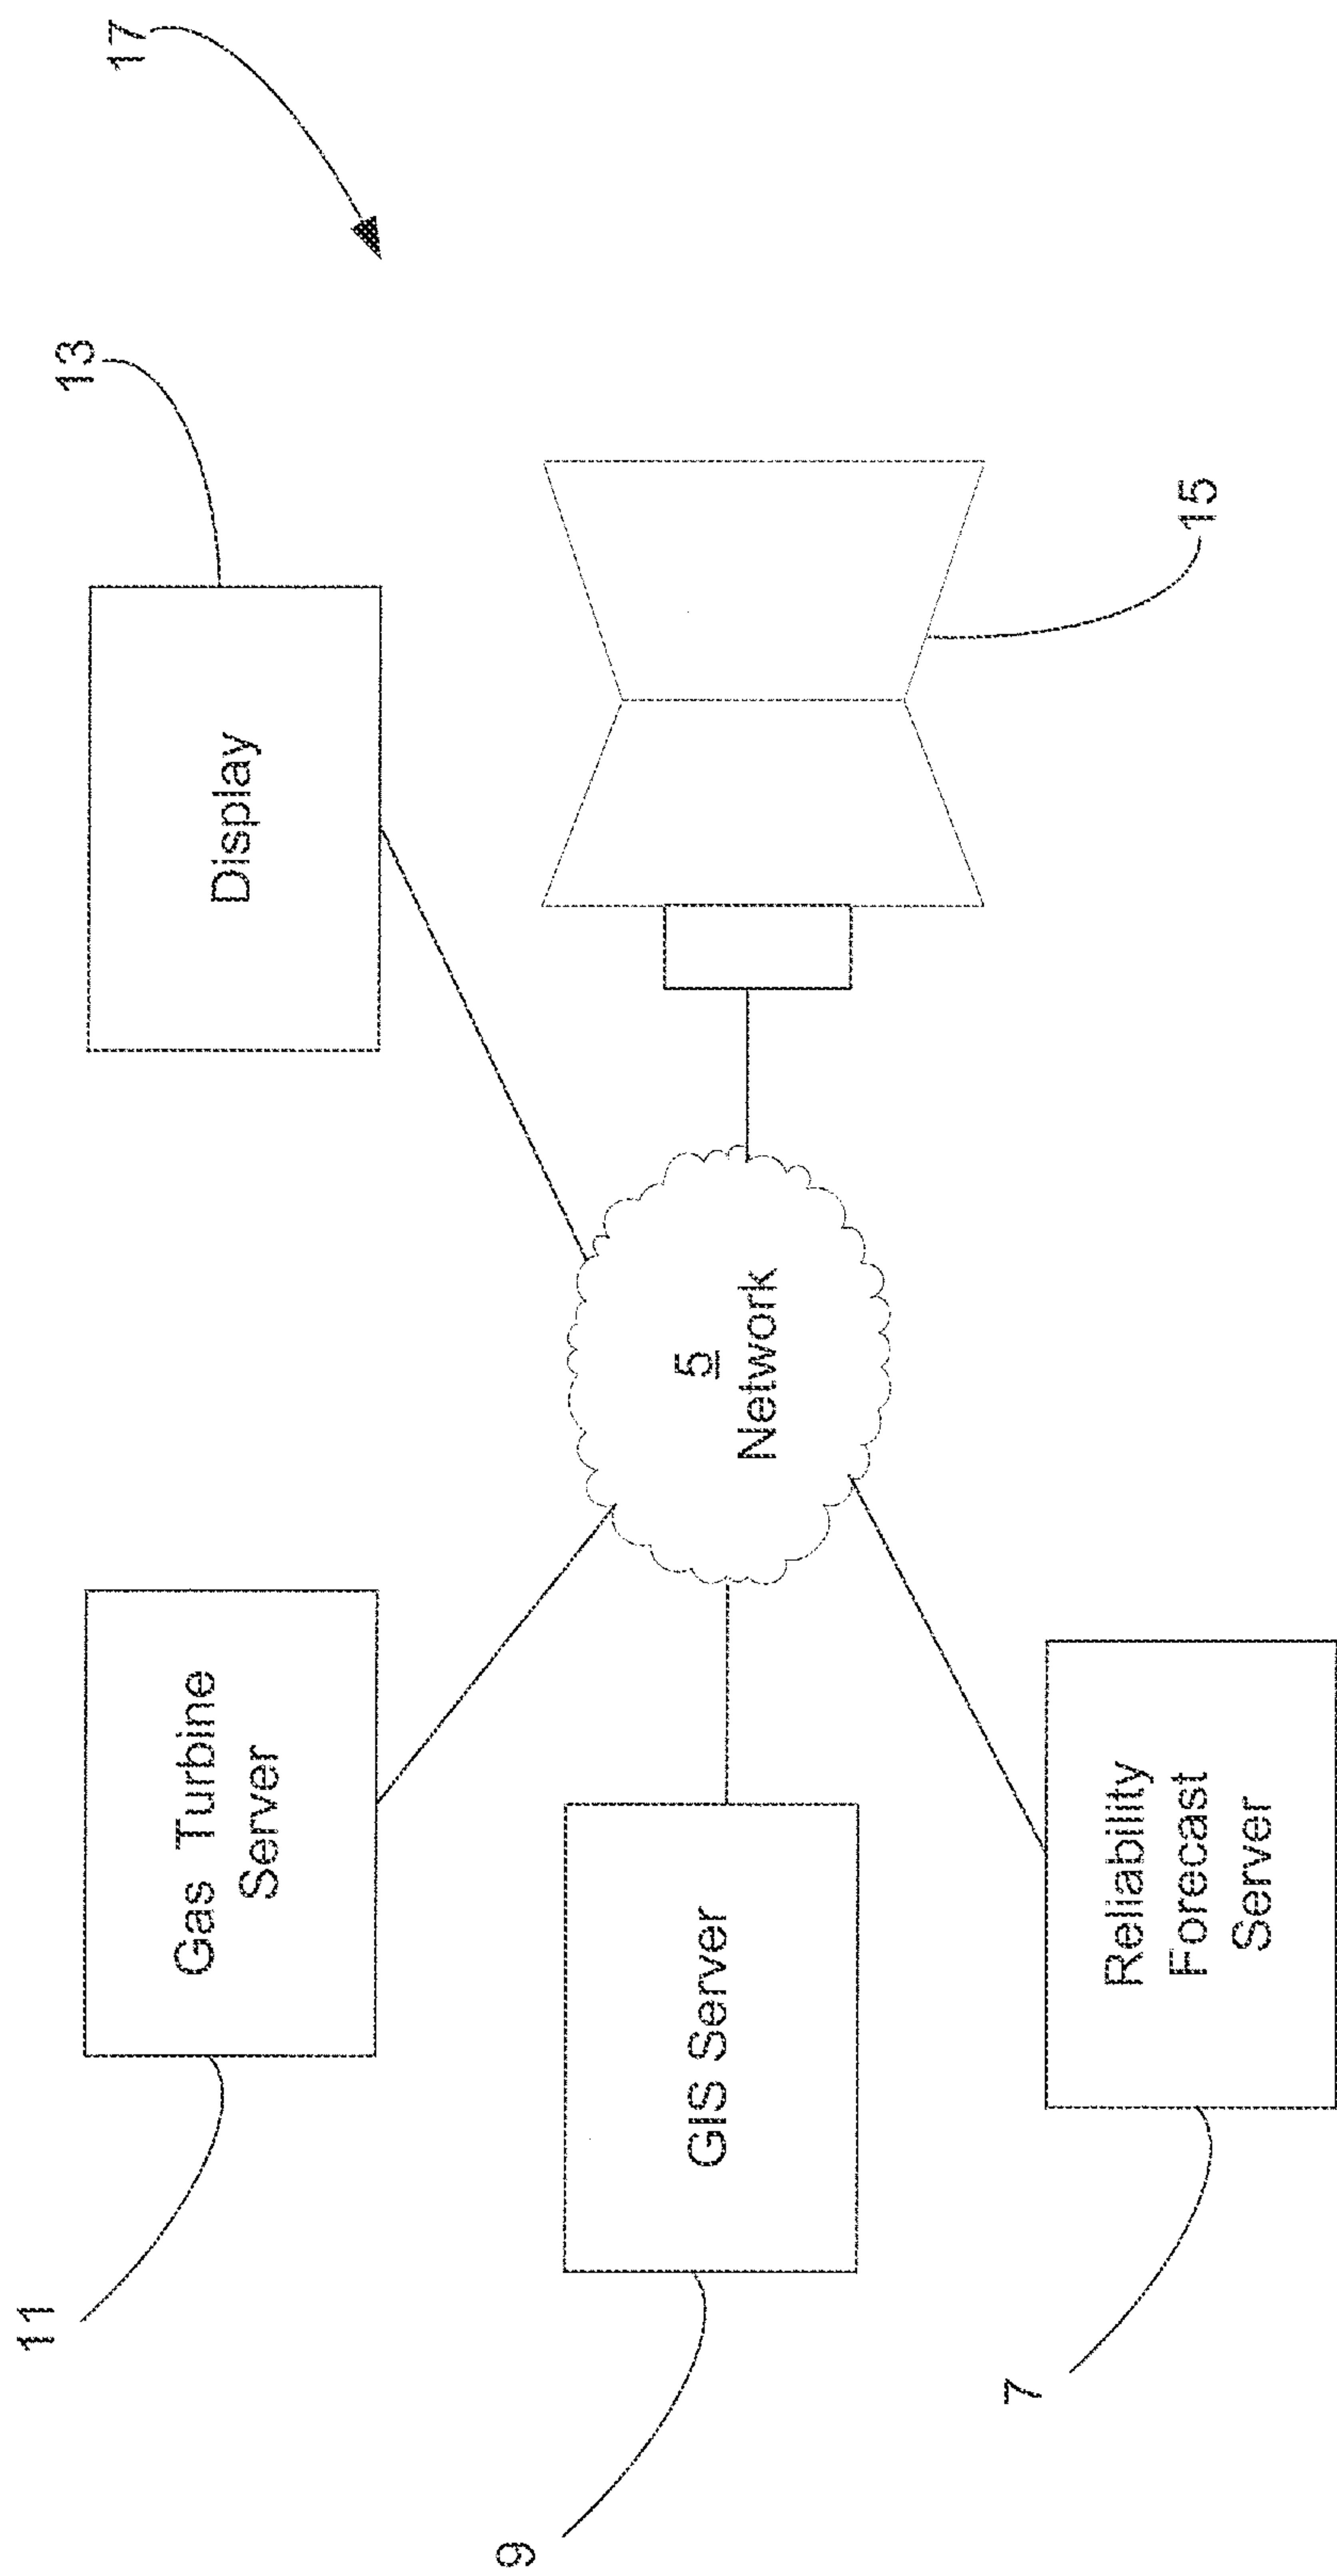 17
13
Display
15
5
Network
11
Gas Turbine
Server
GIS Server
9
Reliability
Forecast
Server
7